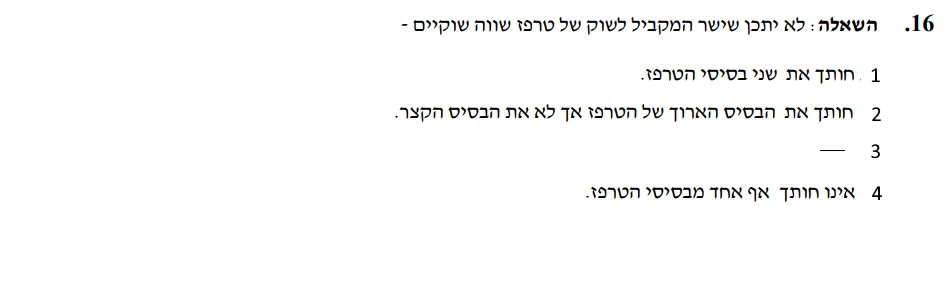 16. השאלה : לא יתכן שישר המקביל לשוק של טרפז שווה שוקיים -
1 חותך את שני בסיסי הטרפז.
2 חותך את הבסיס הארוך של הטרפז אך לא את הבסיס הקצר.
3 —
4 אינו חותך אף אחד מבסיסי הטרפז.